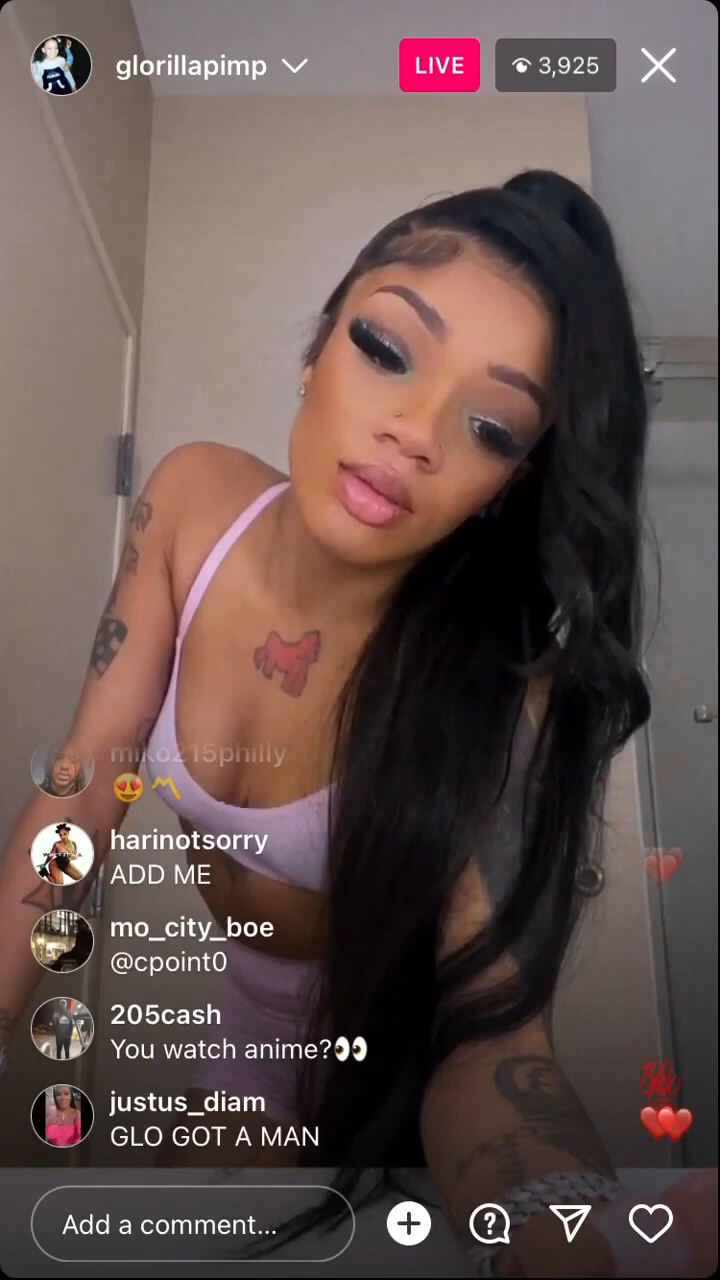 glorillapimp
LIVE
3,925
miko215philly
😍〽️
harinotsorry
ADD ME
mo_city_boe
@cpoint0
205cash
You watch anime?👀
justus_diam
GLO GOT A MAN
Add a comment...